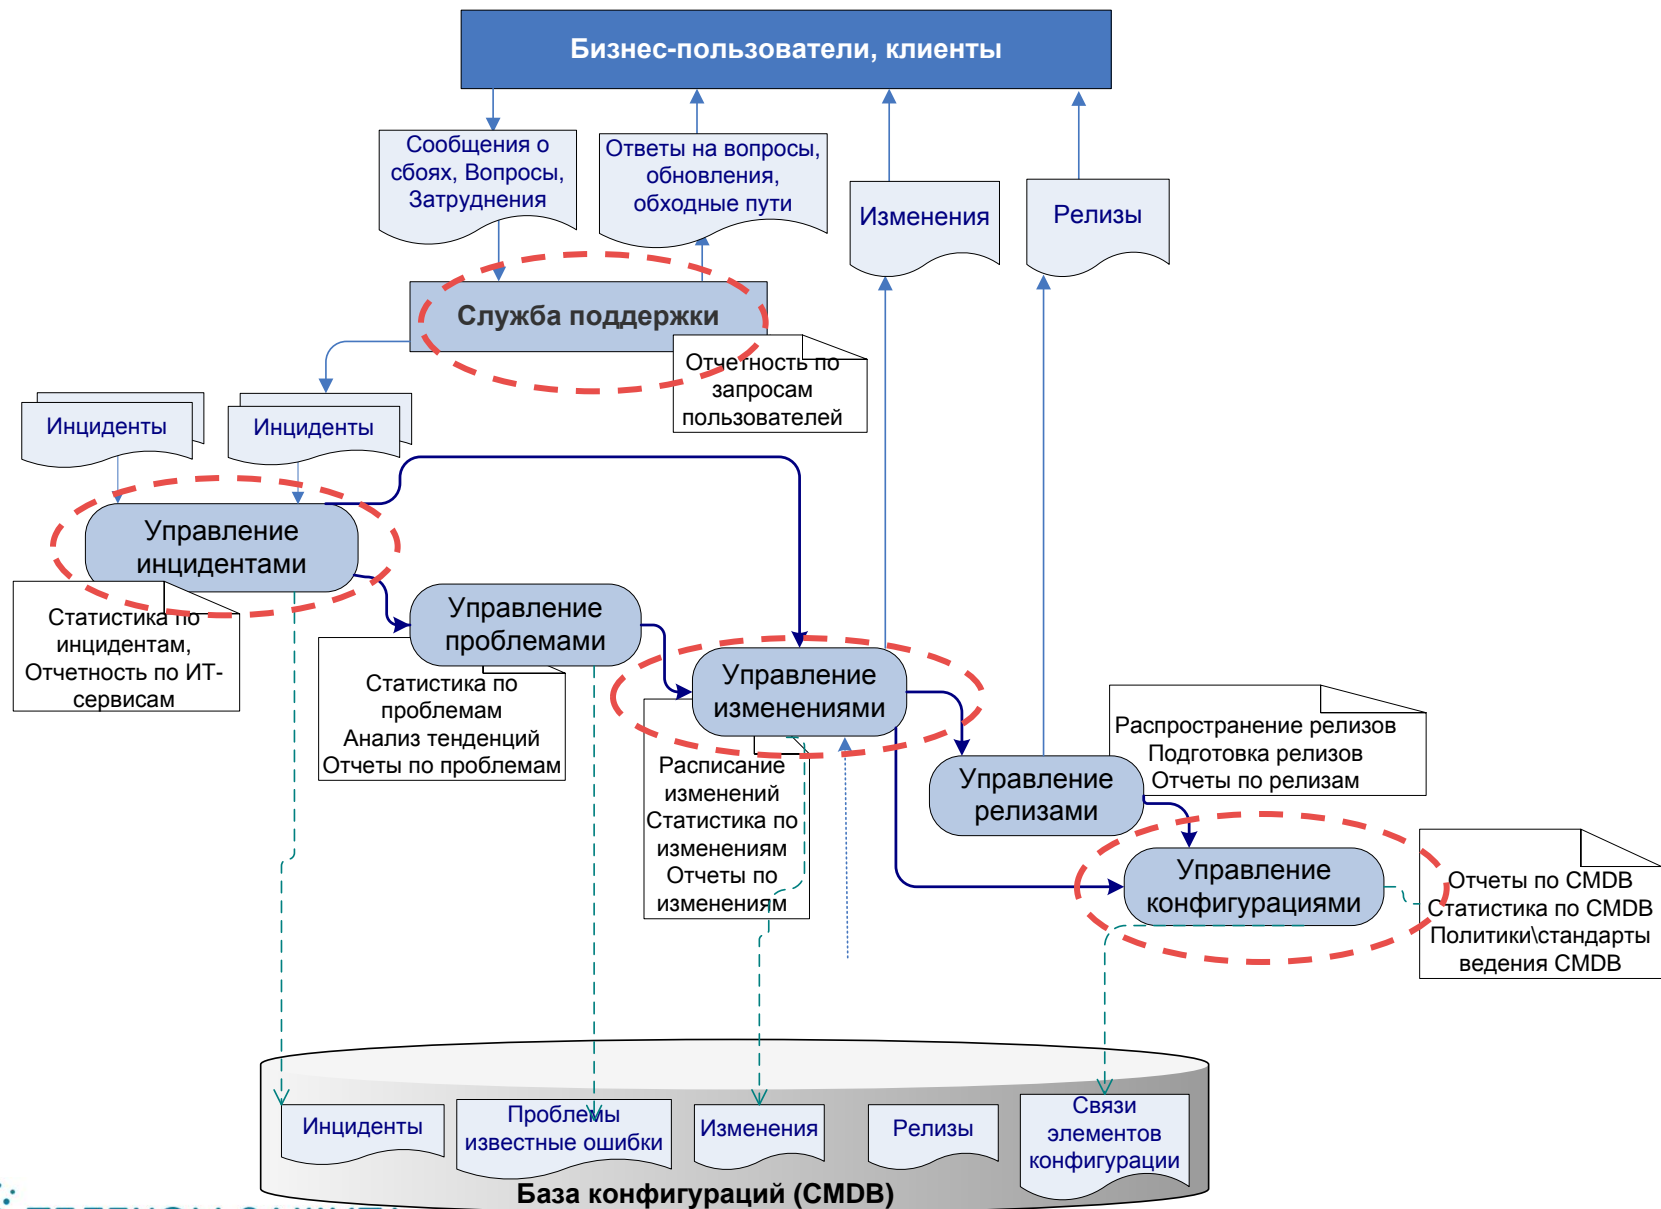 Бизнес-пользователи, клиенты
Сообщения о
сбоях, Вопросы,
Затруднения
Ответы на вопросы,
обновления,
обходные пути
Изменения
Релизы
Служба поддержки
Отчетность по
запросам
пользователей
Инциденты
Инциденты
Управление
инцидентами
Статистика по
инцидентам,
Отчетность по ИТ-
сервисам
Управление
проблемами
Статистика по
проблемам
Анализ тенденций
Отчеты по проблемам
Управление
изменениями
Расписание
изменений
Статистика по
изменениям
Отчеты по
изменениям
Распространение релизов
Подготовка релизов
Отчеты по релизам
Управление
релизами
Управление
конфигурациями
Отчеты по CMDB
Статистика по CMDB
Политики\стандарты
ведения CMDB
Инциденты
Проблемы
известные ошибки
Изменения
Релизы
Связи
элементов
конфигурации
База конфигураций (CMDB)